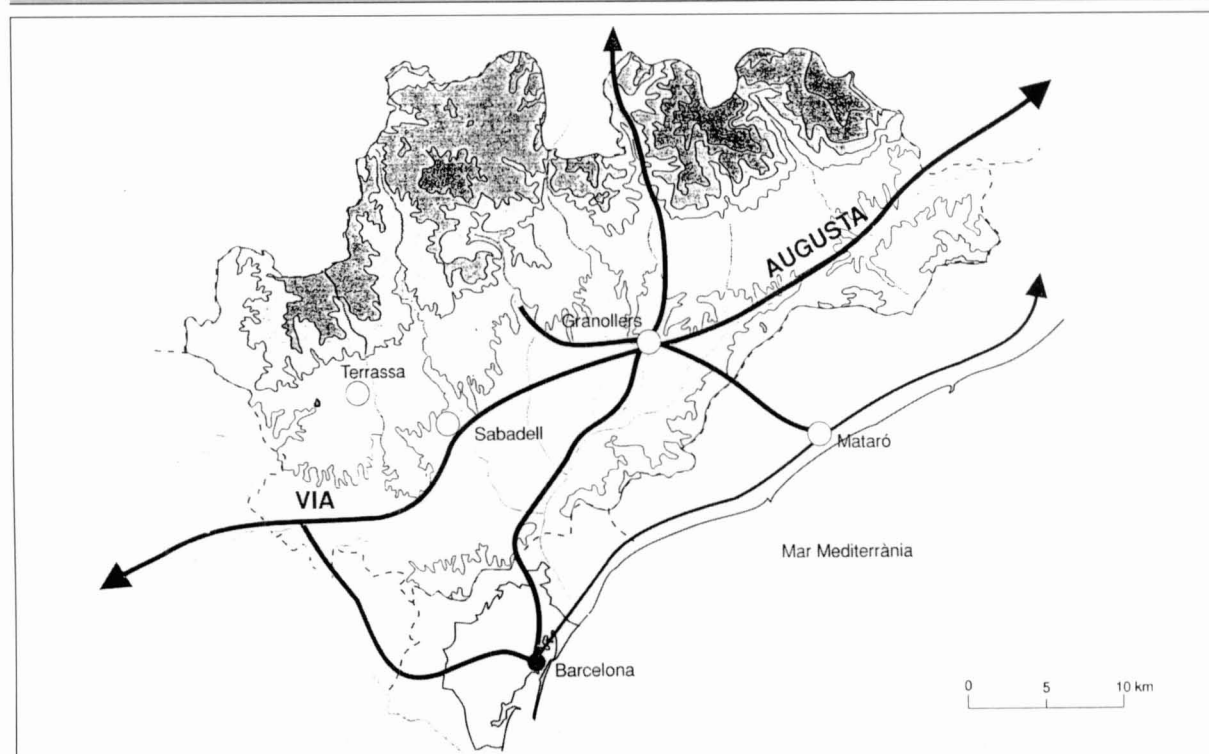 AUGUSTA
Granollers
Terrassa
Sabadell
Mataró
VIA
Mar Mediterrània
Barcelona
0 5 10 km